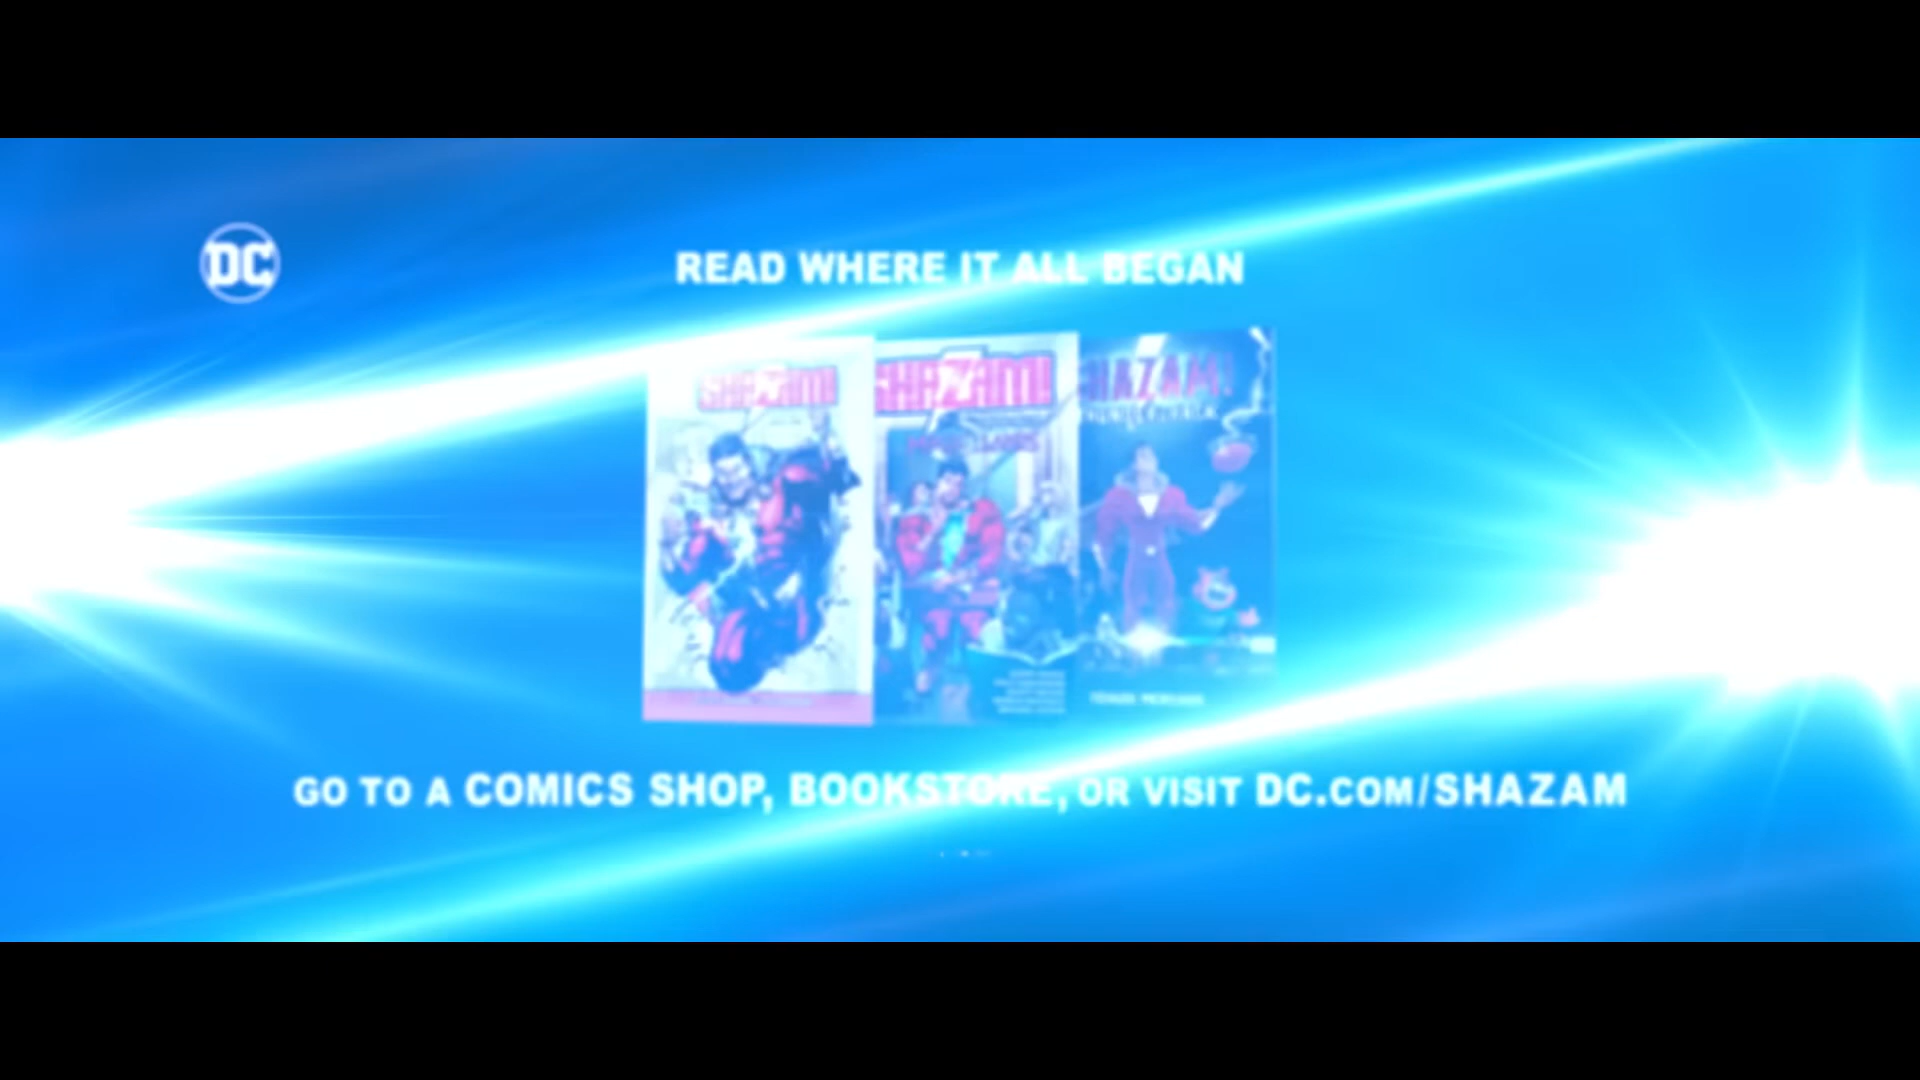 DC
READ WHERE IT ALL BEGAN
SHAZAM!
SHAZAM!
SHAZAM!
GO TO A COMICS SHOP, BOOKSTORE, OR VISIT DC.COM/SHAZAM